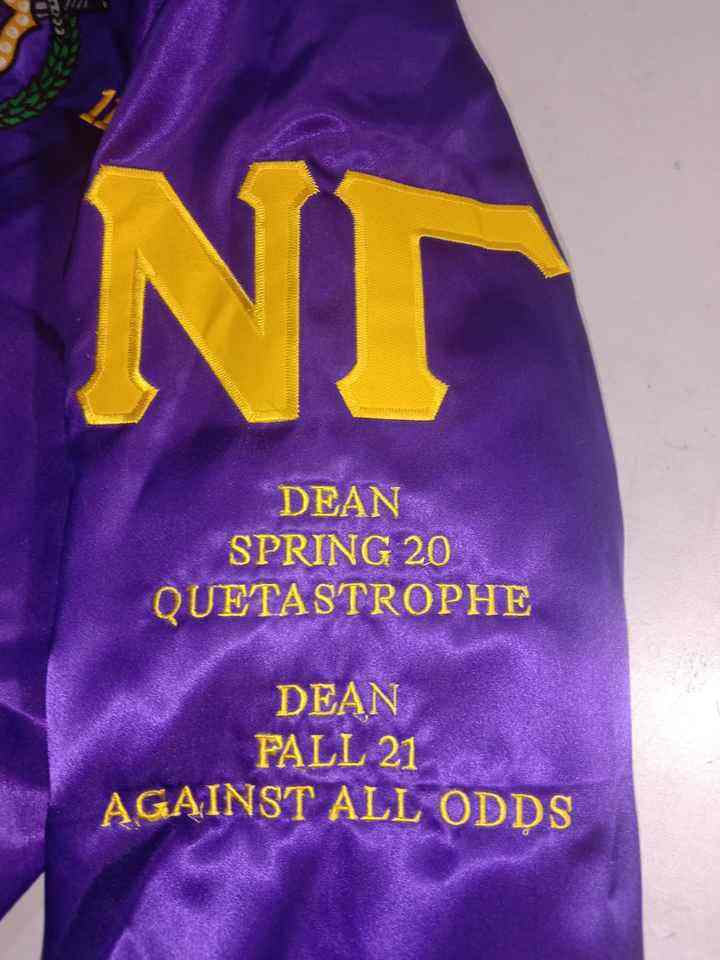 ΝΓ
DEAN
SPRING 20
QUETASTROPHE
DEAN
FALL 21
AGAINST ALL ODDS